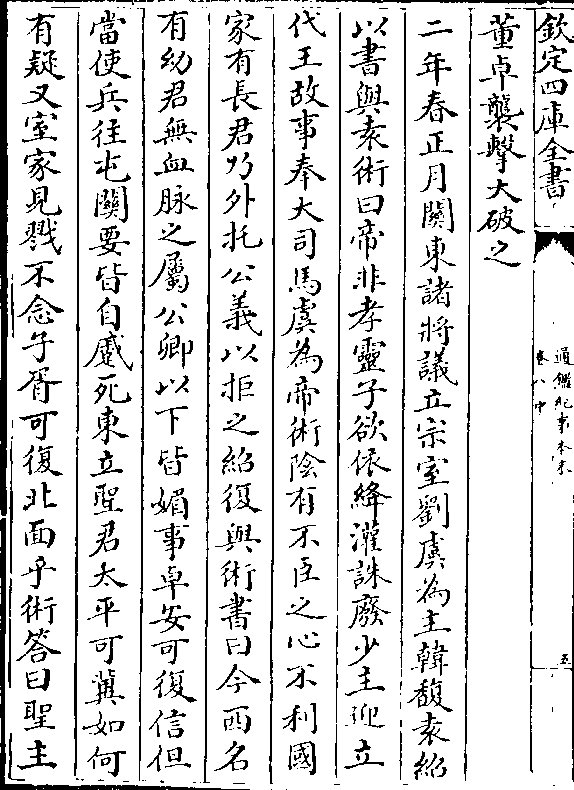 欽定四庫全書
通鑑紀事本末
卷八中
五
董卓襲擊大破之
二年春正月關東諸將議立宗室劉虞為主韓馥袁紹
以書與袁術曰帝非孝靈子欲依絳灌誅廢少主迎立
代王故事奉大司馬虞為帝術陰有不臣之心不利國
家有長君乃外托公義以拒之紹復與術書曰今西名
有幼君無血脉之屬公卿以下皆媚事卓安可復信但
當使兵往屯關要皆自蹙死東立聖君太平可冀如何
有疑又室家見戮不念子胥可復北面乎術答曰聖主